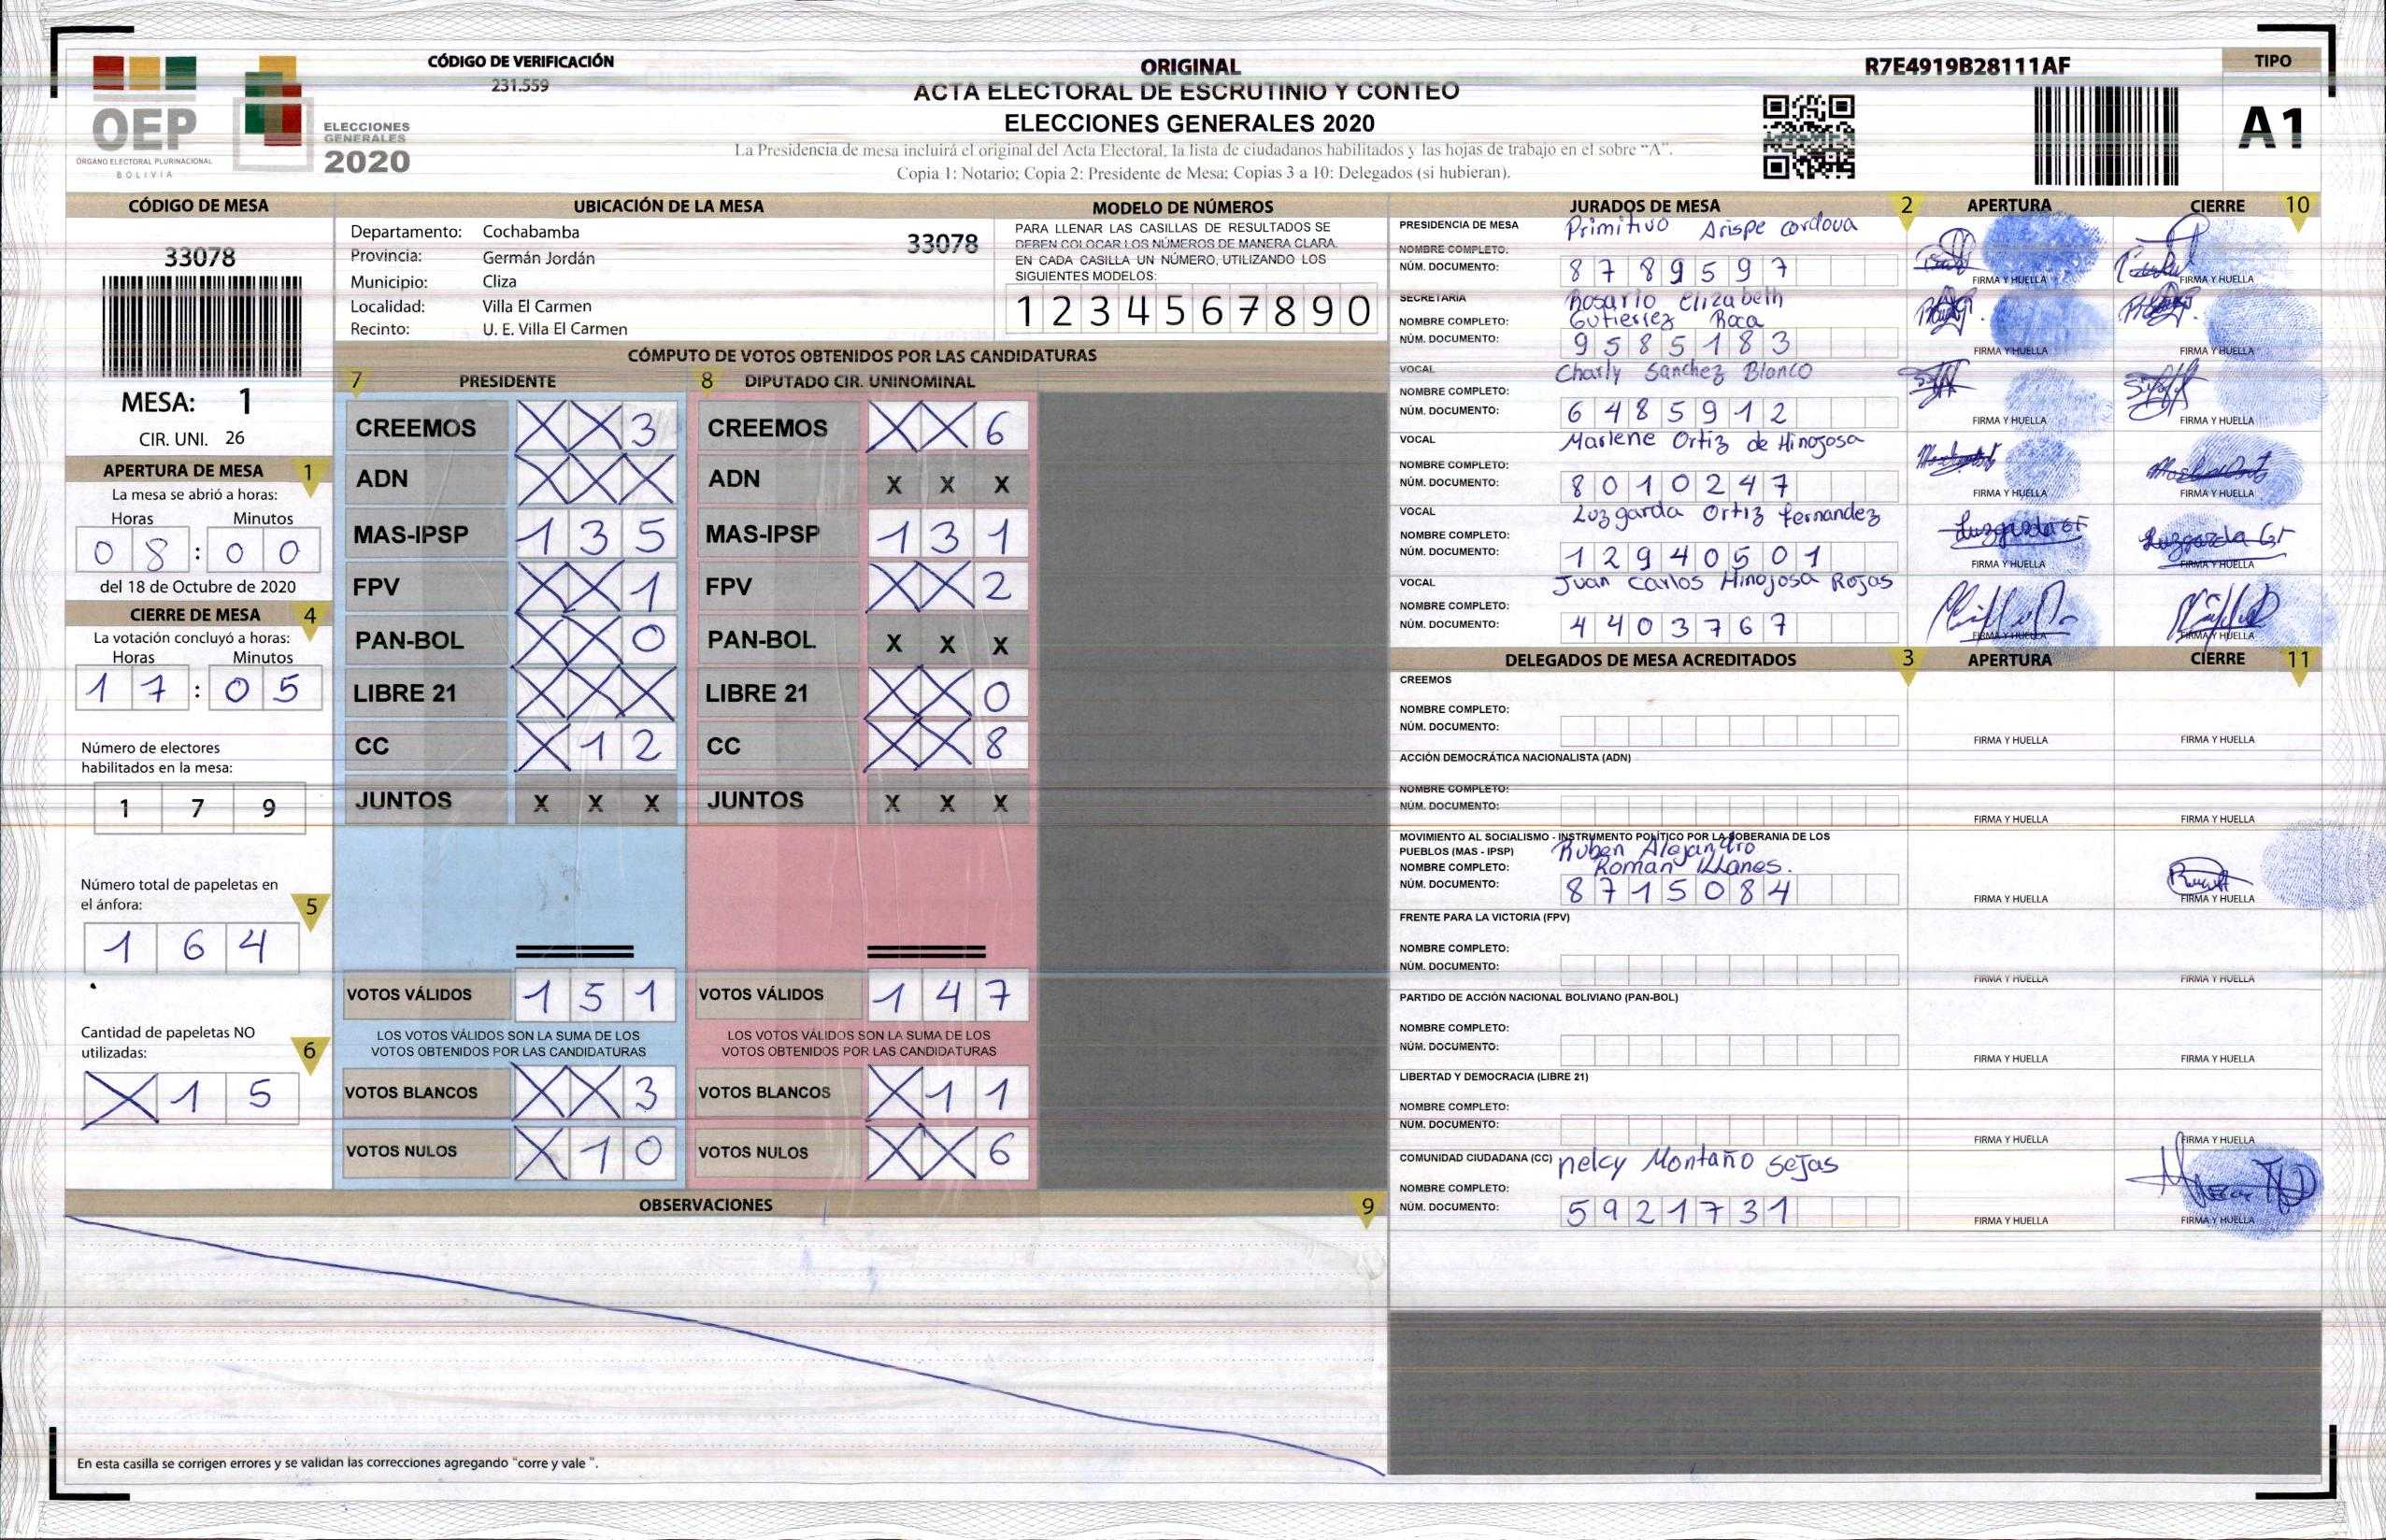 CÓDIGO DE VERIFICACIÓN
231.559
ORIGINAL
ACTA ELECTORAL DE ESCRUTINIO Y CONTEO
ELECCIONES GENERALES 2020
La Presidencia de mesa incluirá el original del Acta Electoral, la lista de ciudadanos habilitados y las hojas de trabajo en el sobre "A".
Copia 1: Notario; Copia 2: Presidente de Mesa; Copias 3 a 10: Delegados (si hubieran).
R7E4919B28111AF
TIPO
A1
OEP
ÓRGANO ELECTORAL PLURINACIONAL
BOLIVIA
ELECCIONES
GENERALES
2020
CÓDIGO DE MESA
33078
MESA: 1
CIR. UNI. 26
APERTURA DE MESA 1
La mesa se abrió a horas:
Horas Minutos
0 8 : 0 0
del 18 de Octubre de 2020
CIERRE DE MESA 4
La votación concluyó a horas:
Horas Minutos
1 7 : 0 5
Número de electores
habilitados en la mesa:
1 7 9
Número total de papeletas en
el ánfora: 5
1 6 4
Cantidad de papeletas NO
utilizadas: 6
X 1 5
UBICACIÓN DE LA MESA
Departamento: Cochabamba
33078
Provincia: Germán Jordán
Municipio: Cliza
Localidad: Villa El Carmen
Recinto: U. E. Villa El Carmen
MODELO DE NÚMEROS
PARA LLENAR LAS CASILLAS DE RESULTADOS SE
DEBEN COLOCAR LOS NÚMEROS DE MANERA CLARA.
EN CADA CASILLA UN NÚMERO, UTILIZANDO LOS
SIGUIENTES MODELOS:
1 2 3 4 5 6 7 8 9 0
CÓMPUTO DE VOTOS OBTENIDOS POR LAS CANDIDATURAS
7 PRESIDENTE
CREEMOS X X 3
ADN X X X
MAS-IPSP 1 3 5
FPV X X 1
PAN-BOL X X 0
LIBRE 21 X X X
CC X 1 2
JUNTOS X X X
VOTOS VÁLIDOS 1 5 1
LOS VOTOS VÁLIDOS SON LA SUMA DE LOS
VOTOS OBTENIDOS POR LAS CANDIDATURAS
VOTOS BLANCOS X X 3
VOTOS NULOS X 1 0
8 DIPUTADO CIR. UNINOMINAL
CREEMOS X X 6
ADN X X X
MAS-IPSP 1 3 1
FPV X X 2
PAN-BOL X X X
LIBRE 21 X X 0
CC X X 8
JUNTOS X X X
VOTOS VÁLIDOS 1 4 7
LOS VOTOS VÁLIDOS SON LA SUMA DE LOS
VOTOS OBTENIDOS POR LAS CANDIDATURAS
VOTOS BLANCOS X 1 1
VOTOS NULOS X X 6
OBSERVACIONES 9
En esta casilla se corrigen errores y se validan las correcciones agregando "corre y vale ".
JURADOS DE MESA 2 APERTURA CIERRE 10
PRESIDENCIA DE MESA Primitivo Arispe cordova
NOMBRE COMPLETO:
NÚM. DOCUMENTO: 8 7 8 9 5 9 7
FIRMA Y HUELLA FIRMA Y HUELLA
SECRETARIA Rosario Elizabeth
NOMBRE COMPLETO: Gutierrez Roca
NÚM. DOCUMENTO: 9 5 8 5 1 8 3
FIRMA Y HUELLA FIRMA Y HUELLA
VOCAL Charly Sanchez Blanco
NOMBRE COMPLETO:
NÚM. DOCUMENTO: 6 4 8 5 9 1 2
FIRMA Y HUELLA FIRMA Y HUELLA
VOCAL Marlene Ortiz de Hinojosa
NOMBRE COMPLETO:
NÚM. DOCUMENTO: 8 0 1 0 2 4 7
FIRMA Y HUELLA FIRMA Y HUELLA
VOCAL Luzgarda Ortiz fernandez
NOMBRE COMPLETO:
NÚM. DOCUMENTO: 1 2 9 4 0 5 0 1
FIRMA Y HUELLA FIRMA Y HUELLA
VOCAL Juan Carlos Hinojosa Rojas
NOMBRE COMPLETO:
NÚM. DOCUMENTO: 4 4 0 3 7 6 7
FIRMA Y HUELLA FIRMA Y HUELLA
DELEGADOS DE MESA ACREDITADOS 3 APERTURA CIERRE 11
CREEMOS
NOMBRE COMPLETO:
NÚM. DOCUMENTO:
FIRMA Y HUELLA FIRMA Y HUELLA
ACCIÓN DEMOCRÁTICA NACIONALISTA (ADN)
NOMBRE COMPLETO:
NÚM. DOCUMENTO:
FIRMA Y HUELLA FIRMA Y HUELLA
MOVIMIENTO AL SOCIALISMO - INSTRUMENTO POLÍTICO POR LA SOBERANIA DE LOS
PUEBLOS (MAS - IPSP) Ruben Alejandro
NOMBRE COMPLETO: Roman Illanes.
NÚM. DOCUMENTO: 8 7 1 5 0 8 4
FIRMA Y HUELLA FIRMA Y HUELLA
FRENTE PARA LA VICTORIA (FPV)
NOMBRE COMPLETO:
NÚM. DOCUMENTO:
FIRMA Y HUELLA FIRMA Y HUELLA
PARTIDO DE ACCIÓN NACIONAL BOLIVIANO (PAN-BOL)
NOMBRE COMPLETO:
NÚM. DOCUMENTO:
FIRMA Y HUELLA FIRMA Y HUELLA
LIBERTAD Y DEMOCRACIA (LIBRE 21)
NOMBRE COMPLETO:
NÚM. DOCUMENTO:
FIRMA Y HUELLA FIRMA Y HUELLA
COMUNIDAD CIUDADANA (CC) nelcy Montaño sejas
NOMBRE COMPLETO:
NÚM. DOCUMENTO: 5 9 2 1 7 3 1
FIRMA Y HUELLA FIRMA Y HUELLA